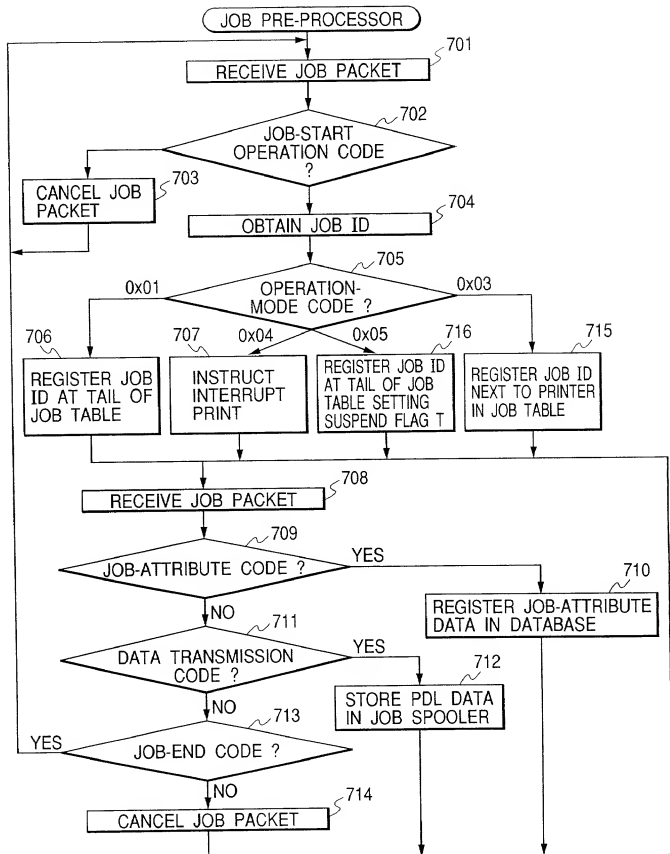 JOB PRE-PROCESSOR
701
RECEIVE JOB PACKET
702
JOB-START
OPERATION CODE
?
703
CANCEL JOB
PACKET
704
OBTAIN JOB ID
705
OPERATION-
MODE CODE ?
0x01
0x03
0x04
0x05
706
REGISTER JOB
ID AT TAIL OF
JOB TABLE
707
INSTRUCT
INTERRUPT
PRINT
716
REGISTER JOB ID
AT TAIL OF JOB
TABLE SETTING
SUSPEND FLAG T
715
REGISTER JOB ID
NEXT TO PRINTER
IN JOB TABLE
708
RECEIVE JOB PACKET
709
JOB-ATTRIBUTE CODE ?
YES
NO
710
REGISTER JOB-ATTRIBUTE
DATA IN DATABASE
711
DATA TRANSMISSION
CODE ?
YES
NO
712
STORE PDL DATA
IN JOB SPOOLER
713
JOB-END CODE ?
YES
NO
714
CANCEL JOB PACKET